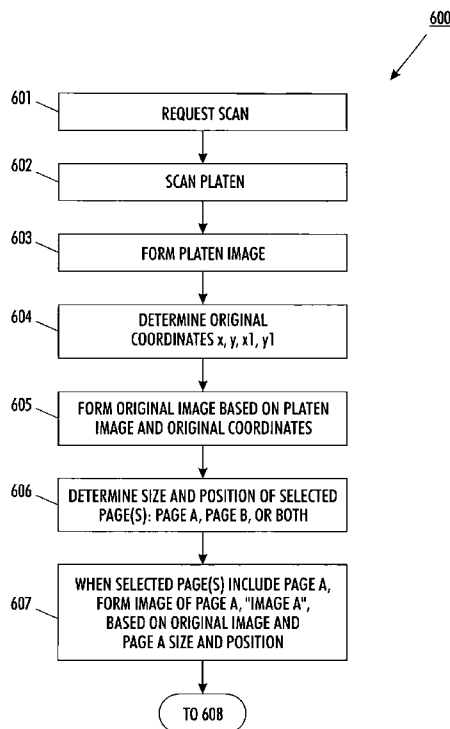 600
601
REQUEST SCAN
602
SCAN PLATEN
603
FORM PLATEN IMAGE
604
DETERMINE ORIGINAL
COORDINATES x, y, x1, y1
605
FORM ORIGINAL IMAGE BASED ON PLATEN
IMAGE AND ORIGINAL COORDINATES
606
DETERMINE SIZE AND POSITION OF SELECTED
PAGE(S): PAGE A, PAGE B, OR BOTH
607
WHEN SELECTED PAGE(S) INCLUDE PAGE A,
FORM IMAGE OF PAGE A, "IMAGE A",
BASED ON ORIGINAL IMAGE AND
PAGE A SIZE AND POSITION
TO 608